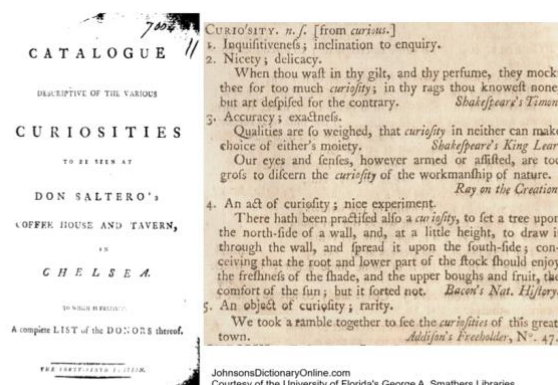 CATALOGUE
DESCRIPTIVE OF THE VARIOUS
CURIOSITIES
TO BE SEEN AT
DON SALTERO's
COFFEE HOUSE AND TAVERN,
IN
CHELSEA.
TO WHICH IS PREFIXED
A complete LIST of the DONORS thereof.
CURIO'SITY. n. ſ. [from curious.]
1. Inquiſitiveneſs; inclination to enquiry.
2. Nicety; delicacy.
When thou waſt in thy gilt, and thy perfume, they mock
thee for too much curioſity; in thy rags thou knoweſt none,
but art deſpiſed for the contrary. Shakeſpeare's Timon
3. Accuracy; exactneſs.
Qualities are ſo weighed, that curioſity in neither can make
choice of either's moiety. Shakeſpeare's King Lear
Our eyes and ſenſes, however armed or aſſiſted, are too
groſs to diſcern the curioſity of the workmanſhip of nature.
Ray on the Creation
4. An act of curioſity; nice experiment.
There hath been practiſed alſo a curioſity, to ſet a tree upon
the north-ſide of a wall, and, at a little height, to draw i
through the wall, and ſpread it upon the ſouth-ſide; con-
ceiving that the root and lower part of the ſtock ſhould enjoy
the freſhneſs of the ſhade, and the upper boughs and fruit, the
comfort of the ſun; but it ſorted not. Bacon's Nat. Hiſtory.
5. An object of curioſity; rarity.
We took a ramble together to ſee the curioſities of this great
town. Addiſon's Freeholder, N°. 47.
JohnsonsDictionaryOnline.com
Courtesy of the University of Florida's George A. Smathers Libraries